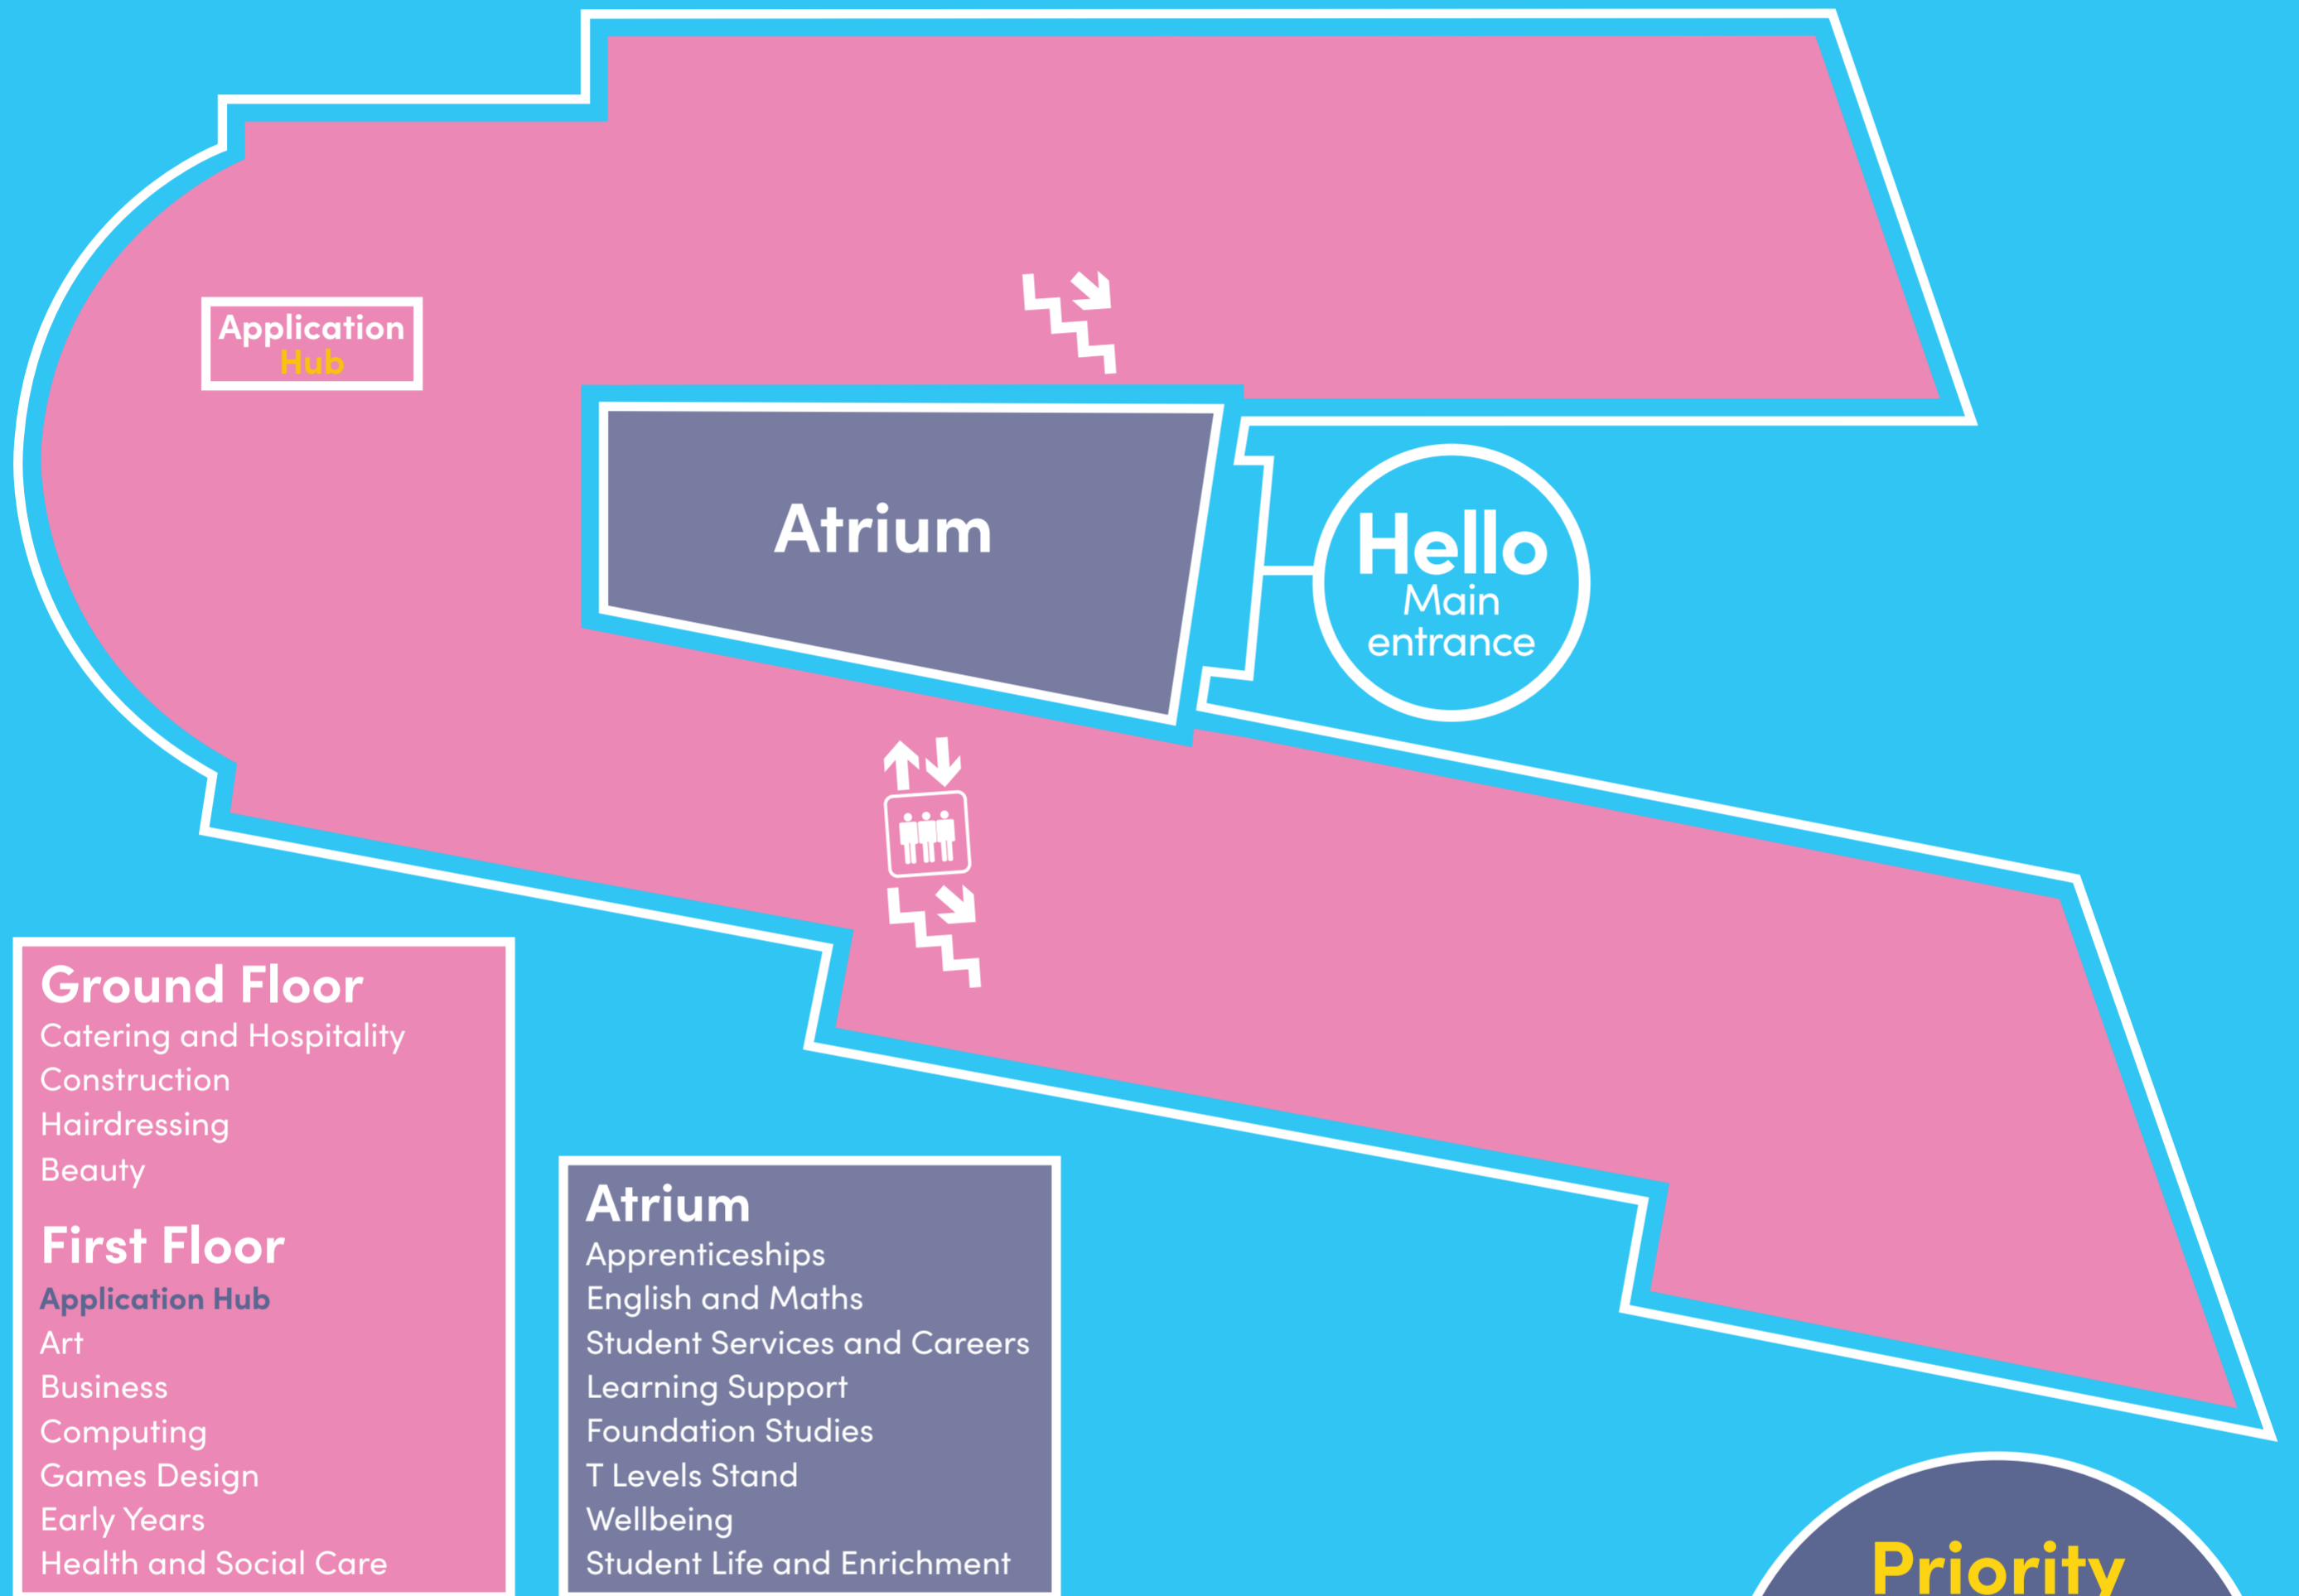 Application
Hub
Atrium
Hello
Main
entrance
Ground Floor
Catering and Hospitality
Construction
Hairdressing
Beauty
First Floor
Application Hub
Art
Business
Computing
Games Design
Early Years
Health and Social Care
Atrium
Apprenticeships
English and Maths
Student Services and Careers
Learning Support
Foundation Studies
T Levels Stand
Wellbeing
Student Life and Enrichment
Priority